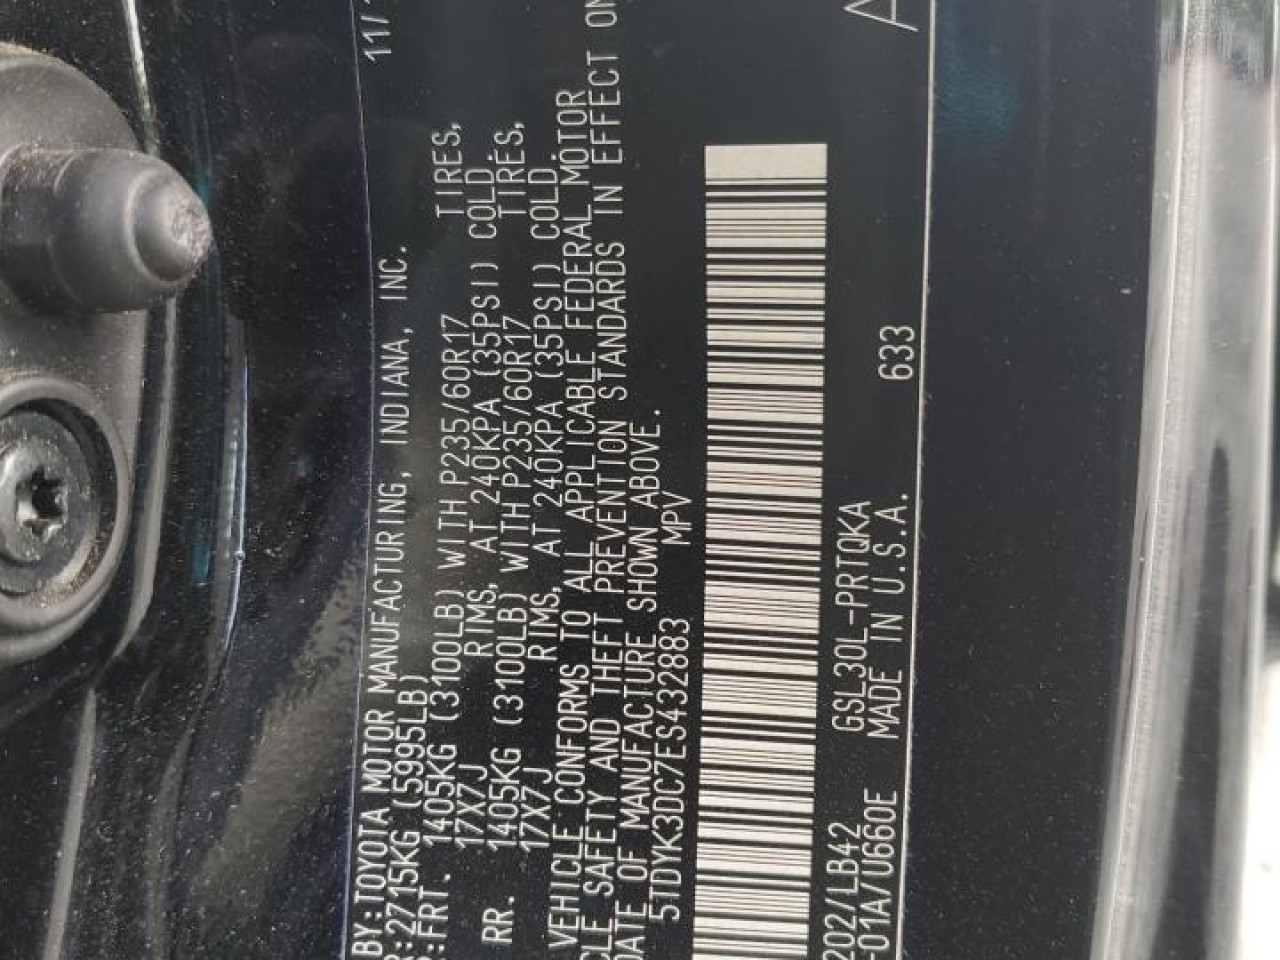 BY:TOYOTA MOTOR MANUFACTURING, INDIANA, INC. 11/1
R:2715KG (5995LB)
FRT. 1405KG (3100LB) WITH P235/60R17 TIRES,
17X7J RIMS, AT 240KPA (35PSI) COLD.
RR. 1405KG (3100LB) WITH P235/60R17 TIRES,
17X7J RIMS, AT 240KPA (35PSI) COLD.
VEHICLE CONFORMS TO ALL APPLICABLE FEDERAL MOTOR
CLE SAFETY AND THEFT PREVENTION STANDARDS IN EFFECT ON
DATE OF MANUFACTURE SHOWN ABOVE.
5TDYK3DC7ES432883 MPV
202/LB42 GSL30L-PRTQKA 633 A
-01A/U660E MADE IN U.S.A.